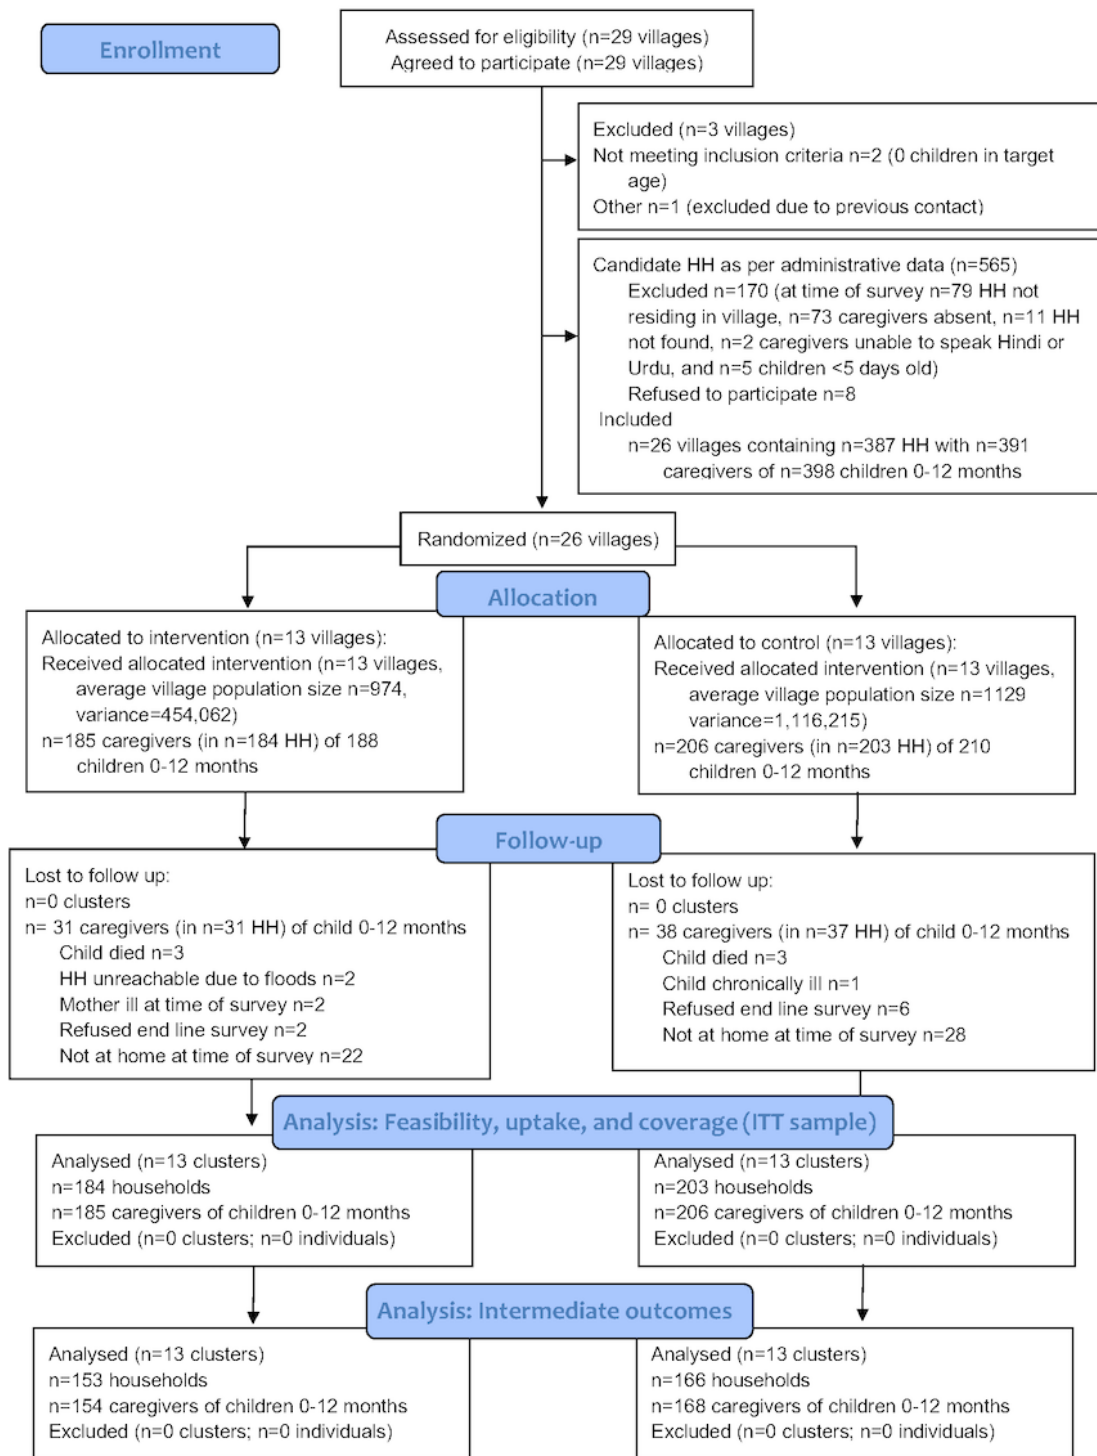 Enrollment
Assessed for eligibility (n=29 villages)
Agreed to participate (n=29 villages)
Excluded (n=3 villages)
Not meeting inclusion criteria n=2 (0 children in target
age)
Other n=1 (excluded due to previous contact)
Candidate HH as per administrative data (n=565)
Excluded n=170 (at time of survey n=79 HH not
residing in village, n=73 caregivers absent, n=11 HH
not found, n=2 caregivers unable to speak Hindi or
Urdu, and n=5 children <5 days old)
Refused to participate n=8
Included
n=26 villages containing n=387 HH with n=391
caregivers of n=398 children 0-12 months
Randomized (n=26 villages)
Allocation
Allocated to intervention (n=13 villages):
Received allocated intervention (n=13 villages,
average village population size n=974,
variance=454,062)
n=185 caregivers (in n=184 HH) of 188
children 0-12 months
Allocated to control (n=13 villages):
Received allocated intervention (n=13 villages,
average village population size n=1129
variance=1,116,215)
n=206 caregivers (in n=203 HH) of 210
children 0-12 months
Follow-up
Lost to follow up:
n=0 clusters
n= 31 caregivers (in n=31 HH) of child 0-12 months
Child died n=3
HH unreachable due to floods n=2
Mother ill at time of survey n=2
Refused end line survey n=2
Not at home at time of survey n=22
Lost to follow up:
n= 0 clusters
n= 38 caregivers (in n=37 HH) of child 0-12 months
Child died n=3
Child chronically ill n=1
Refused end line survey n=6
Not at home at time of survey n=28
Analysis: Feasibility, uptake, and coverage (ITT sample)
Analysed (n=13 clusters)
n=184 households
n=185 caregivers of children 0-12 months
Excluded (n=0 clusters; n=0 individuals)
Analysed (n=13 clusters)
n=203 households
n=206 caregivers of children 0-12 months
Excluded (n=0 clusters; n=0 individuals)
Analysis: Intermediate outcomes
Analysed (n=13 clusters)
n=153 households
n=154 caregivers of children 0-12 months
Excluded (n=0 clusters; n=0 individuals)
Analysed (n=13 clusters)
n=166 households
n=168 caregivers of children 0-12 months
Excluded (n=0 clusters; n=0 individuals)